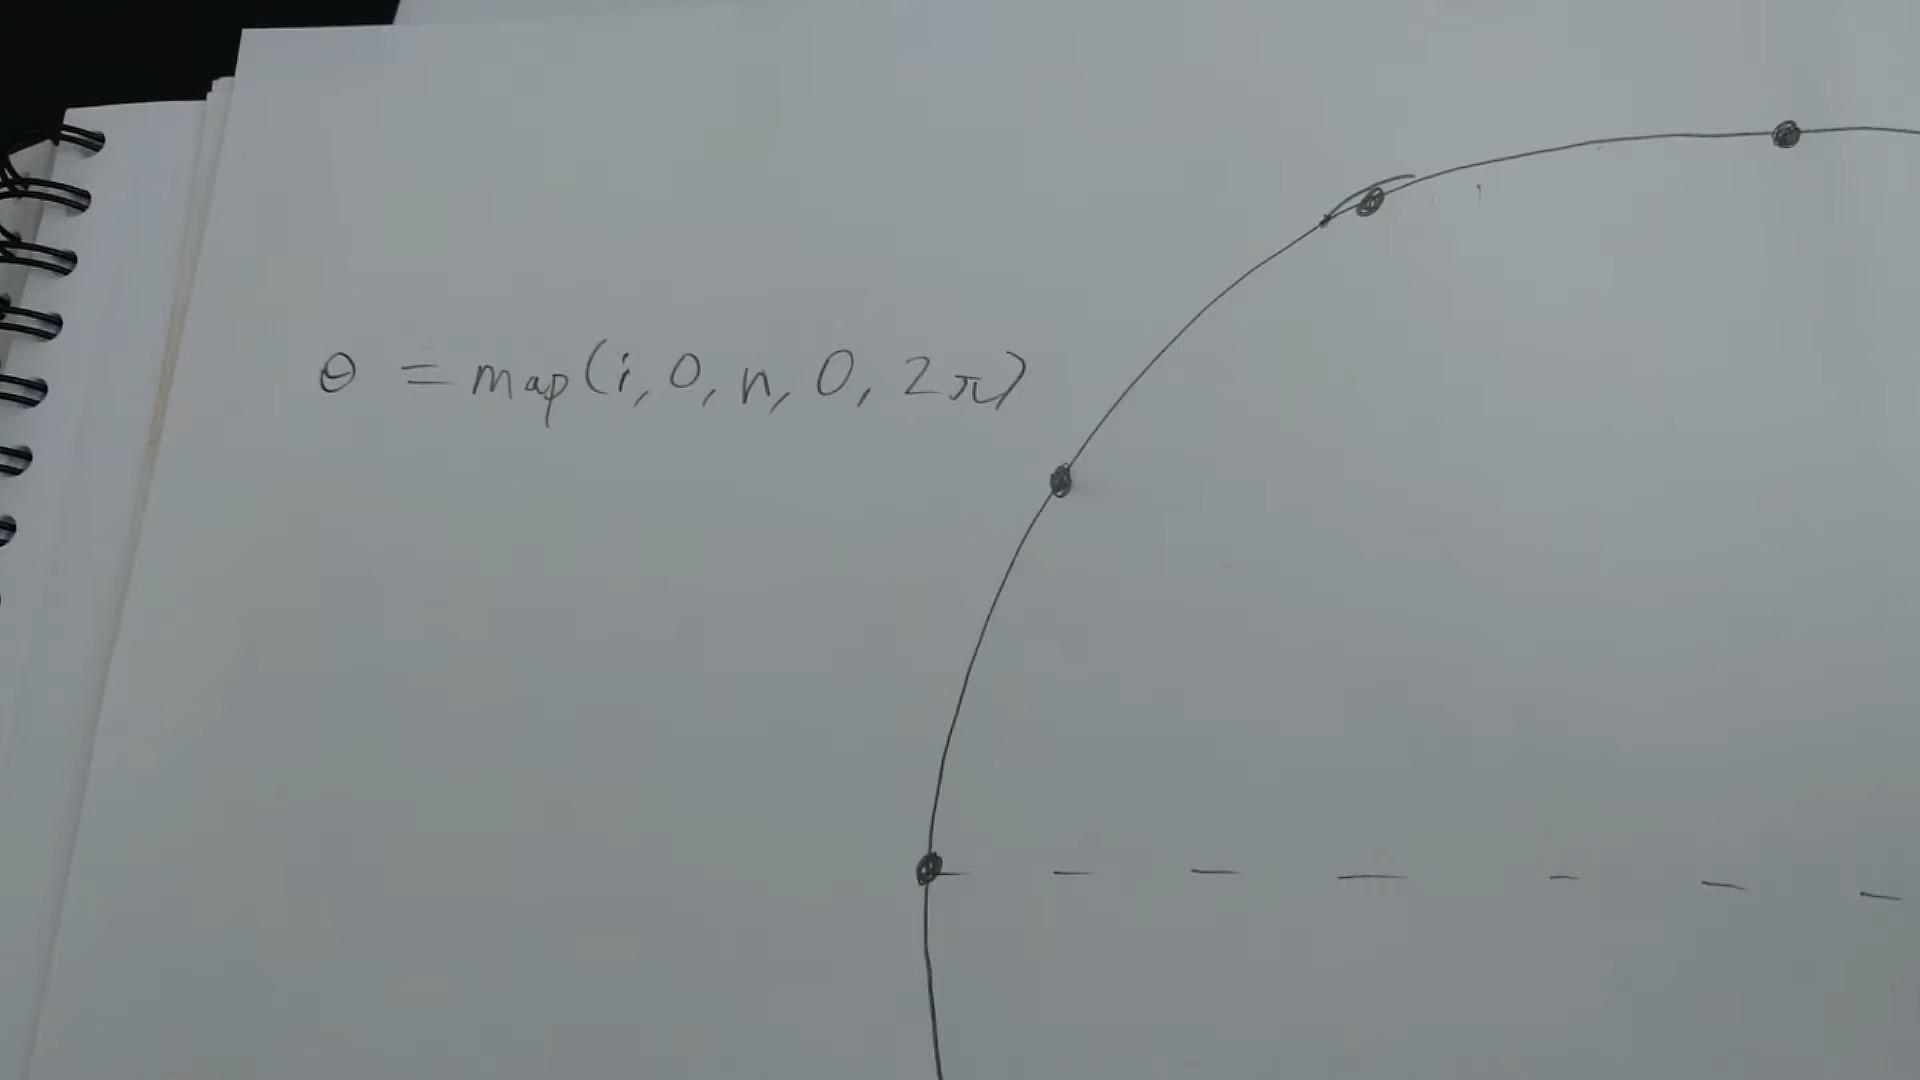 θ = map(i, 0, n, 0, 2π)